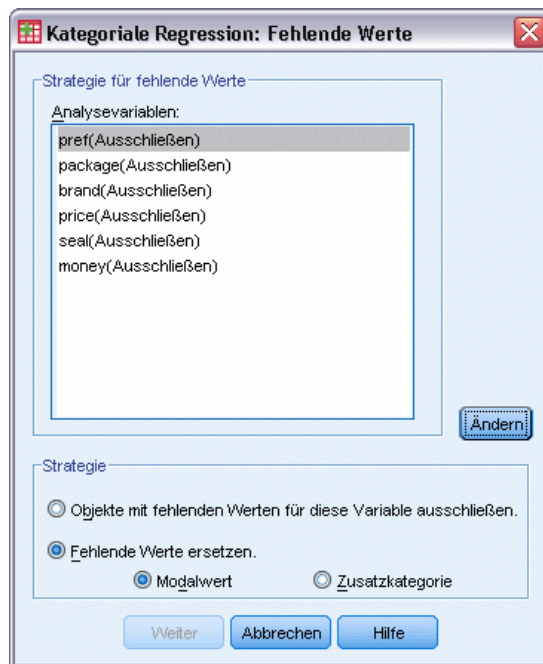 Kategoriale Regression: Fehlende Werte
Strategie für fehlende Werte
Analysevariablen:
pref(Ausschließen)
package(Ausschließen)
brand(Ausschließen)
price(Ausschließen)
seal(Ausschließen)
money(Ausschließen)
Ändern
Strategie
Objekte mit fehlenden Werten für diese Variable ausschließen.
Fehlende Werte ersetzen.
Modalwert Zusatzkategorie
Weiter Abbrechen Hilfe